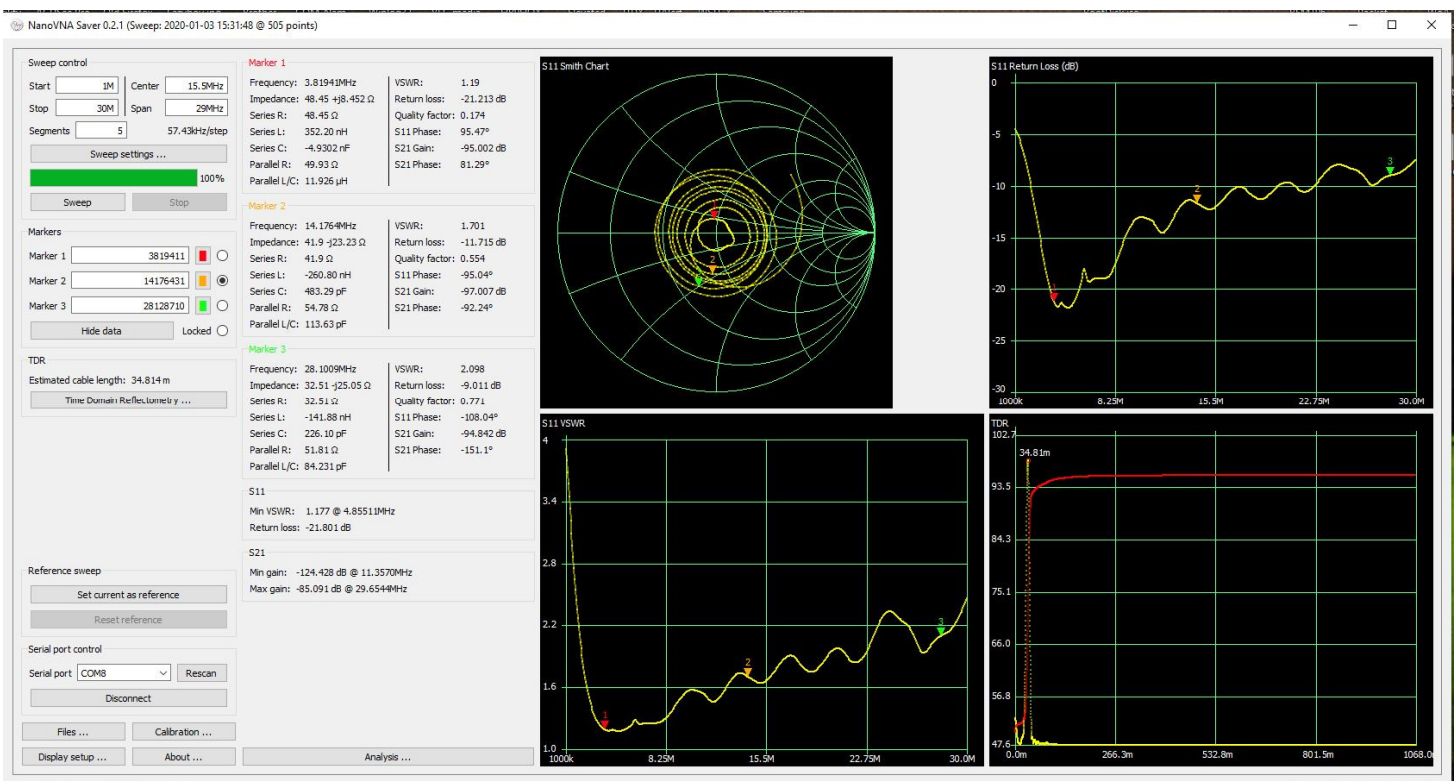 NanoVNA Saver 0.2.1 (Sweep: 2020-01-03 15:31:48 @ 505 points)
Sweep control
Start 1M Center 15.5MHz
Stop 30M Span 29MHz
Segments 5 57.43kHz/step
Sweep settings ...
100%
Sweep Stop
Markers
Marker 1 3819411
Marker 2 14176431
Marker 3 28128710
Hide data Locked
TDR
Estimated cable length: 34.814 m
Time Domain Reflectometry ...
Reference sweep
Set current as reference
Reset reference
Serial port control
Serial port COM8 Rescan
Disconnect
Files ... Calibration ...
Display setup ... About ...
Marker 1
Frequency: 3.81941MHz VSWR: 1.19
Impedance: 48.45 +j8.452 Ω Return loss: -21.213 dB
Series R: 48.45 Ω Quality factor: 0.174
Series L: 352.20 nH S11 Phase: 95.47°
Series C: -4.9302 nF S21 Gain: -95.002 dB
Parallel R: 49.93 Ω S21 Phase: 81.29°
Parallel L/C: 11.926 µH
Marker 2
Frequency: 14.1764MHz VSWR: 1.701
Impedance: 41.9 -j23.23 Ω Return loss: -11.715 dB
Series R: 41.9 Ω Quality factor: 0.554
Series L: -260.80 nH S11 Phase: -95.04°
Series C: 483.29 pF S21 Gain: -97.007 dB
Parallel R: 54.78 Ω S21 Phase: -92.24°
Parallel L/C: 113.63 pF
Marker 3
Frequency: 28.1009MHz VSWR: 2.098
Impedance: 32.51 -j25.05 Ω Return loss: -9.011 dB
Series R: 32.51 Ω Quality factor: 0.771
Series L: -141.88 nH S11 Phase: -108.04°
Series C: 226.10 pF S21 Gain: -94.842 dB
Parallel R: 51.81 Ω S21 Phase: -151.1°
Parallel L/C: 84.231 pF
S11
Min VSWR: 1.177 @ 4.85511MHz
Return loss: -21.801 dB
S21
Min gain: -124.428 dB @ 11.3570MHz
Max gain: -85.091 dB @ 29.6544MHz
Analysis ...
S11 Smith Chart
1
2
3
S11 Return Loss (dB)
0
-5
-10
-15
-20
-25
-30
1
2
3
1000k 8.25M 15.5M 22.75M 30.0M
S11 VSWR
4
3.4
2.8
2.2
1.6
1.0
1
2
3
1000k 8.25M 15.5M 22.75M 30.0M
TDR
102.7
34.81m
93.5
84.3
75.1
66.0
56.8
47.6
0.0m 266.3m 532.8m 801.5m 1068.0m